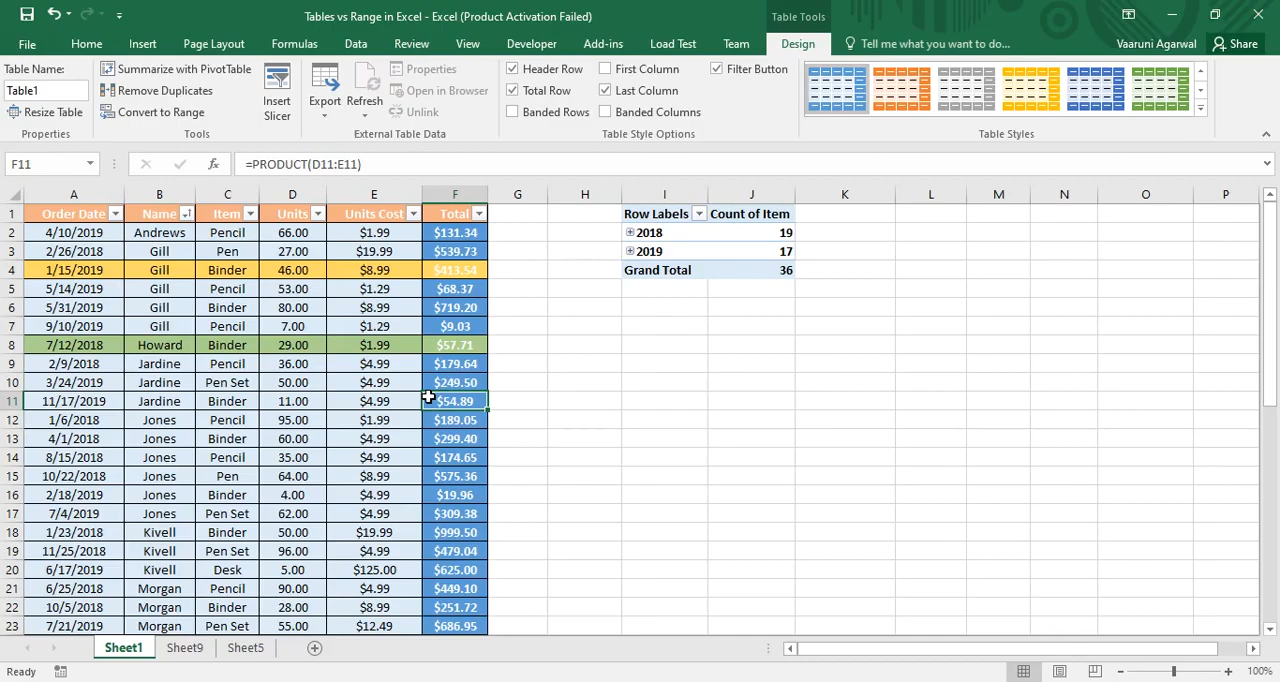 Tables vs Range in Excel - Excel (Product Activation Failed)
Table Tools
File Home Insert Page Layout Formulas Data Review View Developer Add-ins Load Test Team Design Tell me what you want to do... Vaaruni Agarwal Share
Table Name:
Table1
Resize Table
Properties
Summarize with PivotTable
Remove Duplicates
Convert to Range
Tools
Insert
Slicer
Export Refresh
Properties
Open in Browser
Unlink
External Table Data
Header Row First Column Filter Button
Total Row Last Column
Banded Rows Banded Columns
Table Style Options
Table Styles
F11 fx =PRODUCT(D11:E11)
A B C D E F G H I J K L M N O P
1 Order Date Name Item Units Units Cost Total Row Labels Count of Item
2 4/10/2019 Andrews Pencil 66.00 $1.99 $131.34 2018 19
3 2/26/2018 Gill Pen 27.00 $19.99 $539.73 2019 17
4 1/15/2019 Gill Binder 46.00 $8.99 $413.54 Grand Total 36
5 5/14/2019 Gill Pencil 53.00 $1.29 $68.37
6 5/31/2019 Gill Binder 80.00 $8.99 $719.20
7 9/10/2019 Gill Pencil 7.00 $1.29 $9.03
8 7/12/2018 Howard Binder 29.00 $1.99 $57.71
9 2/9/2018 Jardine Pencil 36.00 $4.99 $179.64
10 3/24/2019 Jardine Pen Set 50.00 $4.99 $249.50
11 11/17/2019 Jardine Binder 11.00 $4.99 $54.89
12 1/6/2018 Jones Pencil 95.00 $1.99 $189.05
13 4/1/2018 Jones Binder 60.00 $4.99 $299.40
14 8/15/2018 Jones Pencil 35.00 $4.99 $174.65
15 10/22/2018 Jones Pen 64.00 $8.99 $575.36
16 2/18/2019 Jones Binder 4.00 $4.99 $19.96
17 7/4/2019 Jones Pen Set 62.00 $4.99 $309.38
18 1/23/2018 Kivell Binder 50.00 $19.99 $999.50
19 11/25/2018 Kivell Pen Set 96.00 $4.99 $479.04
20 6/17/2019 Kivell Desk 5.00 $125.00 $625.00
21 6/25/2018 Morgan Pencil 90.00 $4.99 $449.10
22 10/5/2018 Morgan Binder 28.00 $8.99 $251.72
23 7/21/2019 Morgan Pen Set 55.00 $12.49 $686.95
Sheet1 Sheet9 Sheet5
Ready 100%